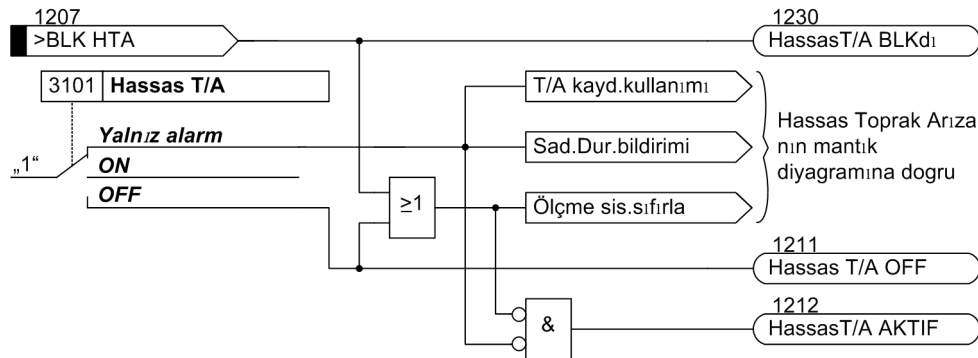 1207
>BLK HTA
1230
HassasT/A BLKdı
3101 Hassas T/A
T/A kayd.kullanımı
Yalnız alarm
„1“
ON
OFF
Sad.Dur.bildirimi
Hassas Toprak Arıza
nın mantık
diyagramına dogru
≥1
Ölçme sis.sıfırla
1211
Hassas T/A OFF
1212
HassasT/A AKTIF
&